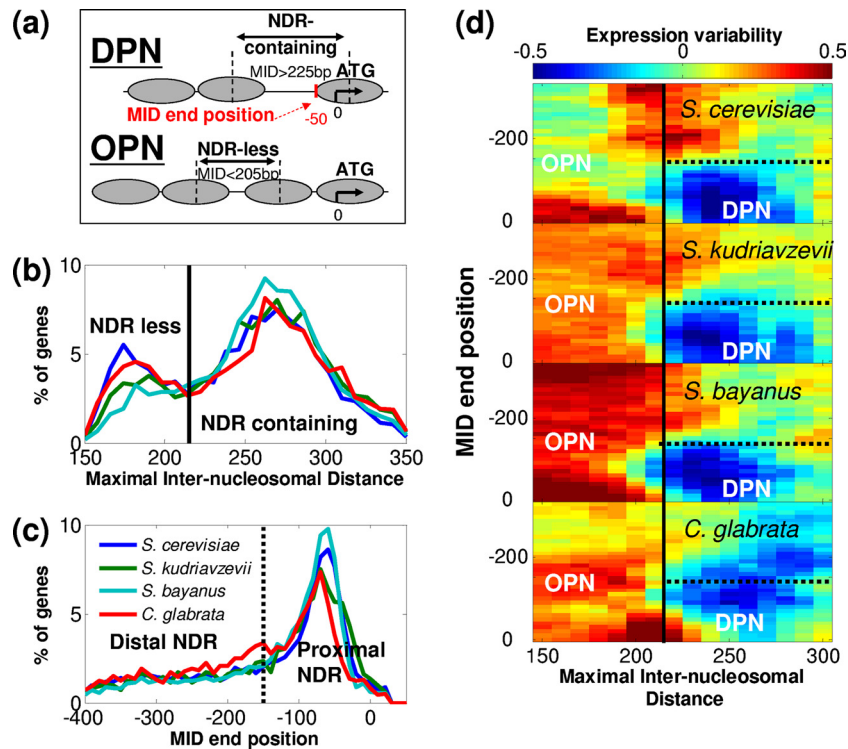 (a)
NDR-
containing
DPN
MID>225bp
ATG
MID end position
-50
0
OPN
NDR-less
MID<205bp
ATG
0
(b)
10
5
0
% of genes
NDR less
NDR containing
150 200 250 300 350
Maximal Inter-nucleosomal Distance
(c)
10
5
0
% of genes
S. cerevisiae
S. kudriavzevii
S. bayanus
C. glabrata
Distal NDR
Proximal
NDR
-400 -300 -200 -100 0
MID end position
(d)
Expression variability
-0.5 0 0.5
MID end position
-200
0
S. cerevisiae
OPN
DPN
-200
0
S. kudriavzevii
OPN
DPN
-200
0
S. bayanus
OPN
DPN
-200
0
C. glabrata
OPN
DPN
150 200 250 300
Maximal Inter-nucleosomal
Distance